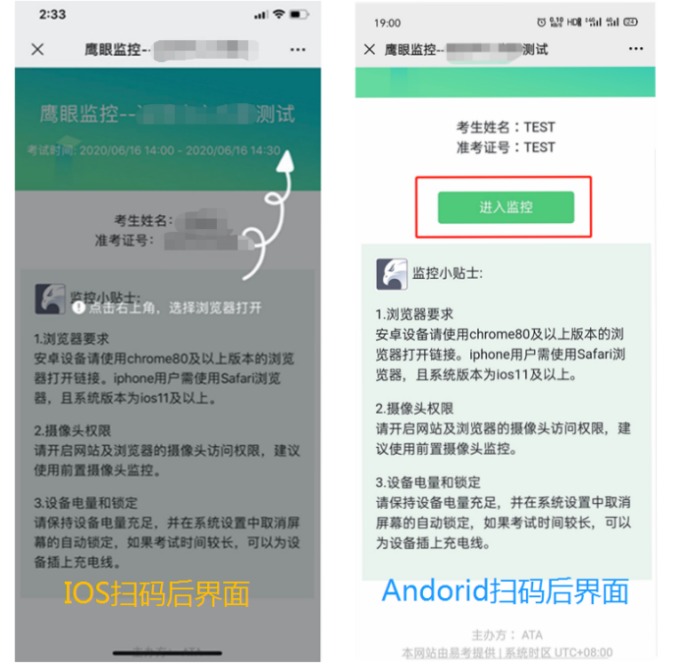 2:33
鹰眼监控--
鹰眼监控--
测试
考试时间: 2020/06/16 14:00 - 2020/06/16 14:30
考生姓名：
准考证号：
监控小贴士:
点击右上角，选择浏览器打开
1.浏览器要求
安卓设备请使用chrome80及以上版本的浏览
器打开链接。iphone用户需使用Safari浏览
器，且系统版本为ios11及以上。
2.摄像头权限
请开启网站及浏览器的摄像头访问权限，建议
使用前置摄像头监控。
3.设备电量和锁定
请保持设备电量充足，并在系统设置中取消屏
幕的自动锁定，如果考试时间较长，可以为设
备插上充电线。
IOS扫码后界面
主办方：ATA
19:00
鹰眼监控--
测试
考生姓名：TEST
准考证号：TEST
进入监控
监控小贴士:
1.浏览器要求
安卓设备请使用chrome80及以上版本的浏
览器打开链接。iphone用户需使用Safari浏
览器，且系统版本为ios11及以上。
2.摄像头权限
请开启网站及浏览器的摄像头访问权限，建
议使用前置摄像头监控。
3.设备电量和锁定
请保持设备电量充足，并在系统设置中取消
屏幕的自动锁定，如果考试时间较长，可以
为设备插上充电线。
Andorid扫码后界面
主办方： ATA
本网站由易考提供 | 系统时区 UTC+08:00